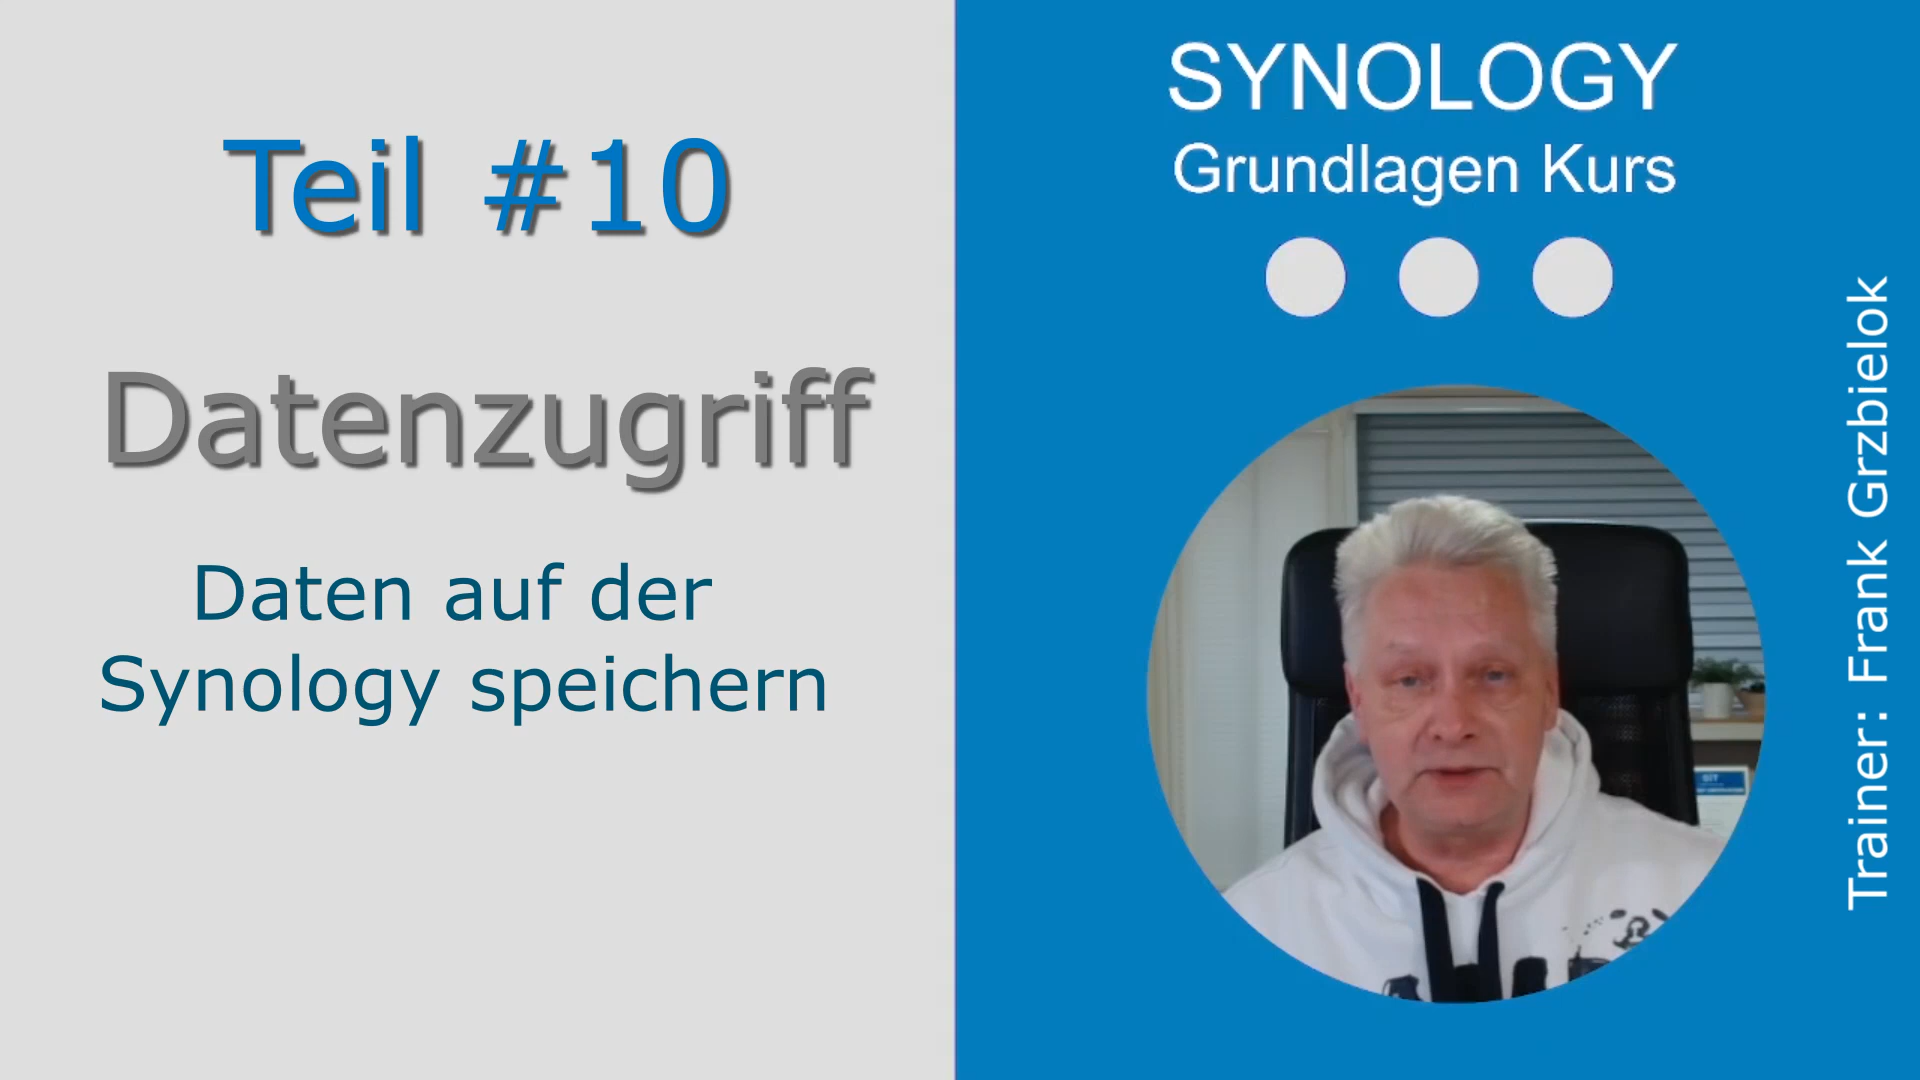 Teil #10
Datenzugriff
Daten auf der
Synology speichern
SYNOLOGY
Grundlagen Kurs
Trainer: Frank Grzbielok